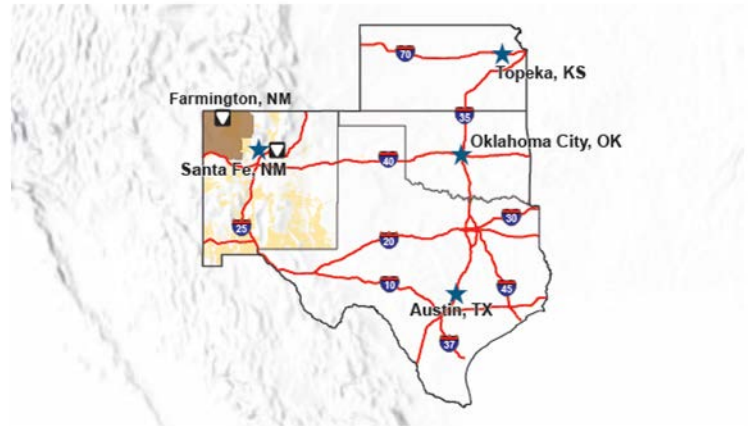 70
Topeka, KS
Farmington, NM
35
Oklahoma City, OK
Santa Fe, NM
40
25
30
20
10
45
Austin, TX
37